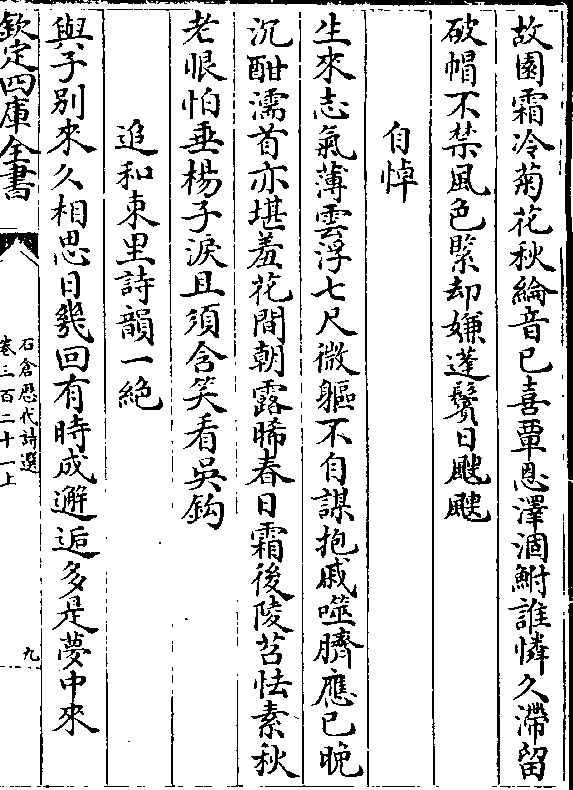 故園霜冷菊花秋綸音已喜覃恩澤涸鮒誰憐久滯留
破帽不禁風色緊却嫌蓬鬢日颼颼
自悼
生來志氣薄雲浮七尺微軀不自謀抱戚噬臍應已晚
沉酣濡首亦堪羞花間朝露晞春日霜後陵苕怯素秋
老恨怕垂楊子淚且須含笑看吳鈎
追和東里詩韻一絶
與子別來久相思日幾回有時成邂逅多是夢中來
欽定四庫全書
石倉歷代詩選
卷三百二十一上
九